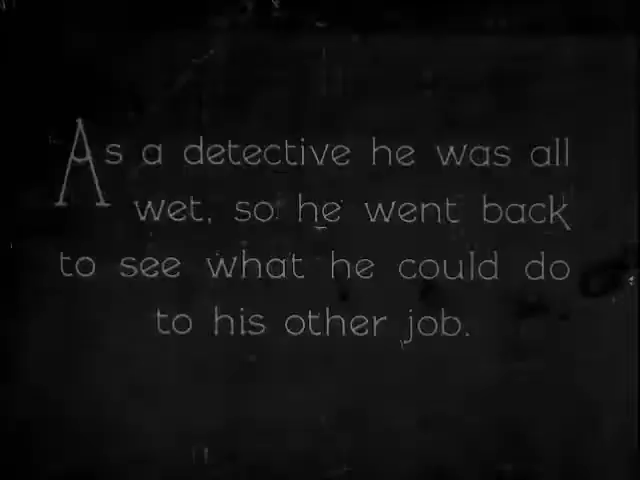 As a detective he was all
wet, so he went back
to see what he could do
to his other job.